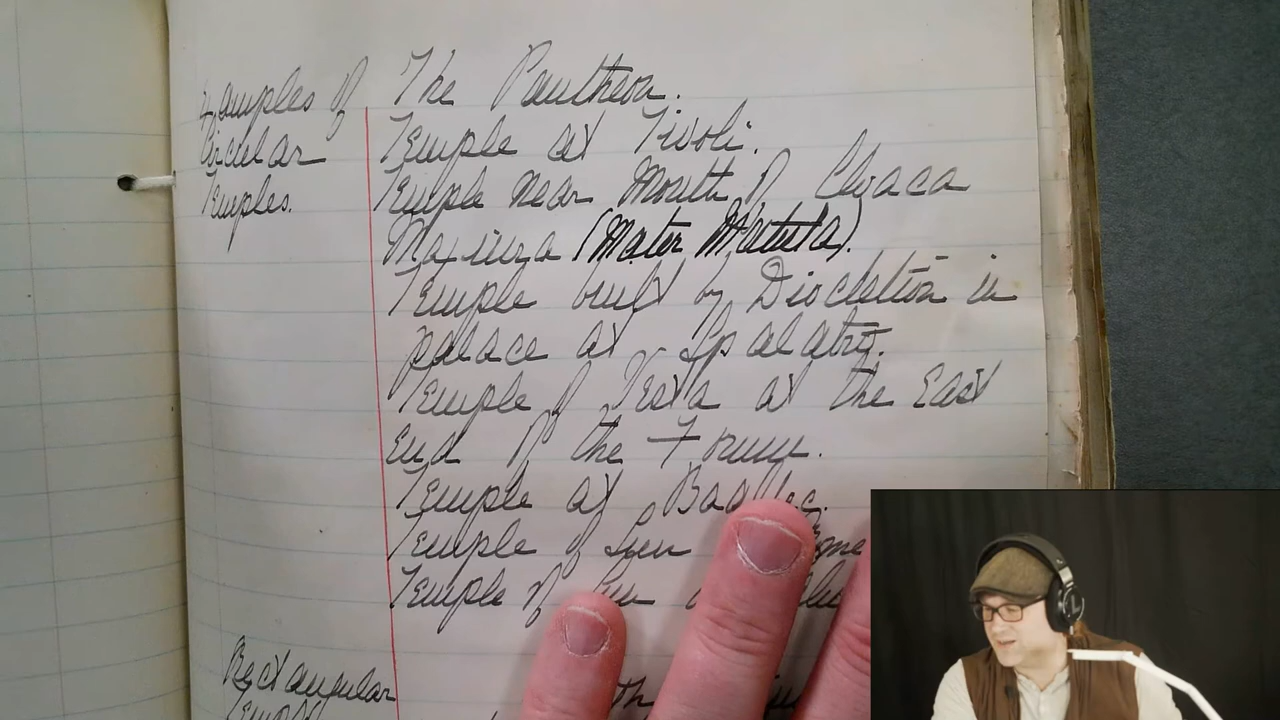 Examples of
Circular
Temples.
The Pantheon.
Temple at Tivoli.
Temple near Mouth of Cloaca
Maxima (Mater Matuta).
Temple built by Diocletian in
palace at Spalatro.
Temple of Vesta at the East
End of the Forum.
Temple at Baalbec.
Temple of Sun
Temple of Sun
Rectangular